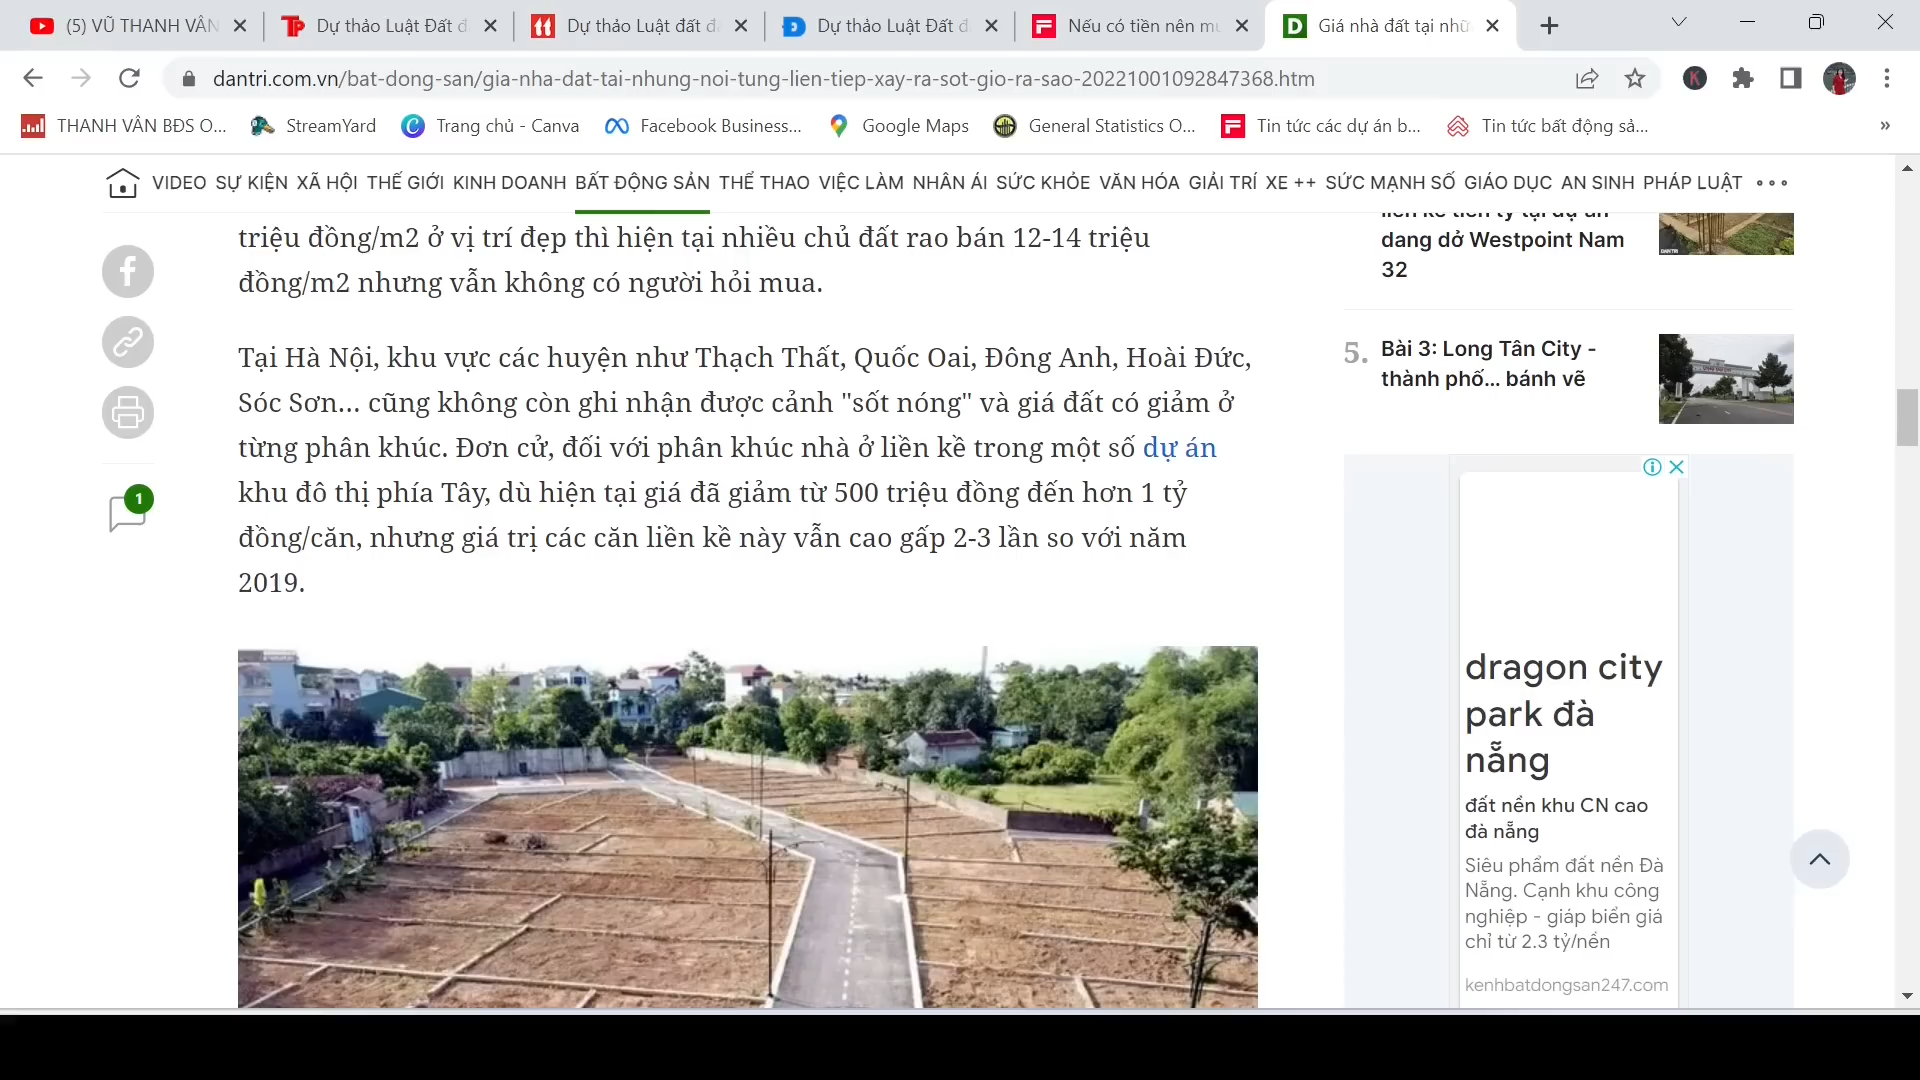 (5) VŨ THANH VÂN
Dự thảo Luật Đất đ
Dự thảo Luật đất đ
Dự thảo Luật Đất đ
Nếu có tiền nên m
Giá nhà đất tại nhữ
dantri.com.vn/bat-dong-san/gia-nha-dat-tai-nhung-noi-tung-lien-tiep-xay-ra-sot-gio-ra-sao-20221001092847368.htm
THANH VÂN BĐS O...
StreamYard
Trang chủ - Canva
Facebook Business...
Google Maps
General Statistics O...
Tin tức các dự án b...
Tin tức bất động sả...
»
VIDEO SỰ KIỆN XÃ HỘI THẾ GIỚI KINH DOANH BẤT ĐỘNG SẢN THỂ THAO VIỆC LÀM NHÂN ÁI SỨC KHỎE VĂN HÓA GIẢI TRÍ XE ++ SỨC MẠNH SỐ GIÁO DỤC AN SINH PHÁP LUẬT
triệu đồng/m2 ở vị trí đẹp thì hiện tại nhiều chủ đất rao bán 12-14 triệu
đồng/m2 nhưng vẫn không có người hỏi mua.
Tại Hà Nội, khu vực các huyện như Thạch Thất, Quốc Oai, Đông Anh, Hoài Đức,
Sóc Sơn... cũng không còn ghi nhận được cảnh "sốt nóng" và giá đất có giảm ở
từng phân khúc. Đơn cử, đối với phân khúc nhà ở liền kề trong một số dự án
khu đô thị phía Tây, dù hiện tại giá đã giảm từ 500 triệu đồng đến hơn 1 tỷ
đồng/căn, nhưng giá trị các căn liền kề này vẫn cao gấp 2-3 lần so với năm
2019.
1
liền kề tiền tỷ tại dự án
dang dở Westpoint Nam
32
5. Bài 3: Long Tân City -
thành phố... bánh vẽ
dragon city
park đà
nẵng
đất nền khu CN cao
đà nẵng
Siêu phẩm đất nền Đà
Nẵng. Cạnh khu công
nghiệp - giáp biển giá
chỉ từ 2.3 tỷ/nền
kenhbatdongsan247.com